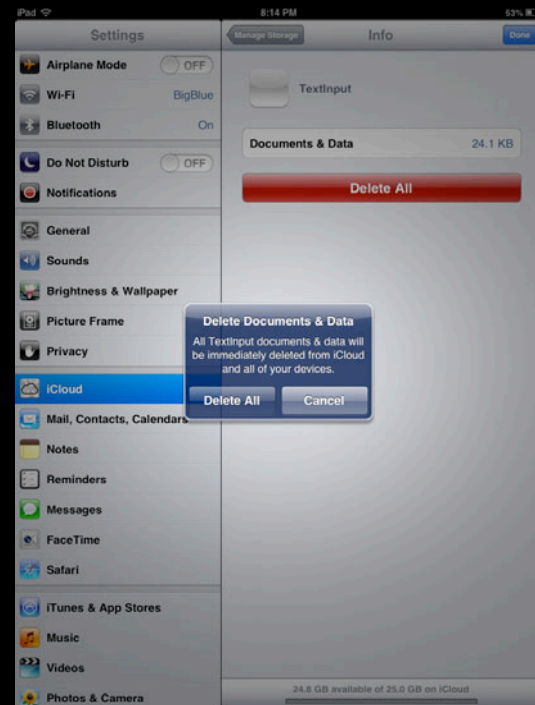 iPad 8:14 PM 53%
Settings
Manage Storage Info Done
Airplane Mode OFF
Wi-Fi BigBlue
Bluetooth On
Do Not Disturb OFF
Notifications
General
Sounds
Brightness & Wallpaper
Picture Frame
Privacy
iCloud
Mail, Contacts, Calendars
Notes
Reminders
Messages
FaceTime
Safari
iTunes & App Stores
Music
Videos
Photos & Camera
TextInput
Documents & Data 24.1 KB
Delete All
Delete Documents & Data
All TextInput documents & data will
be immediately deleted from iCloud
and all of your devices.
Delete All Cancel
24.8 GB available of 25.0 GB on iCloud